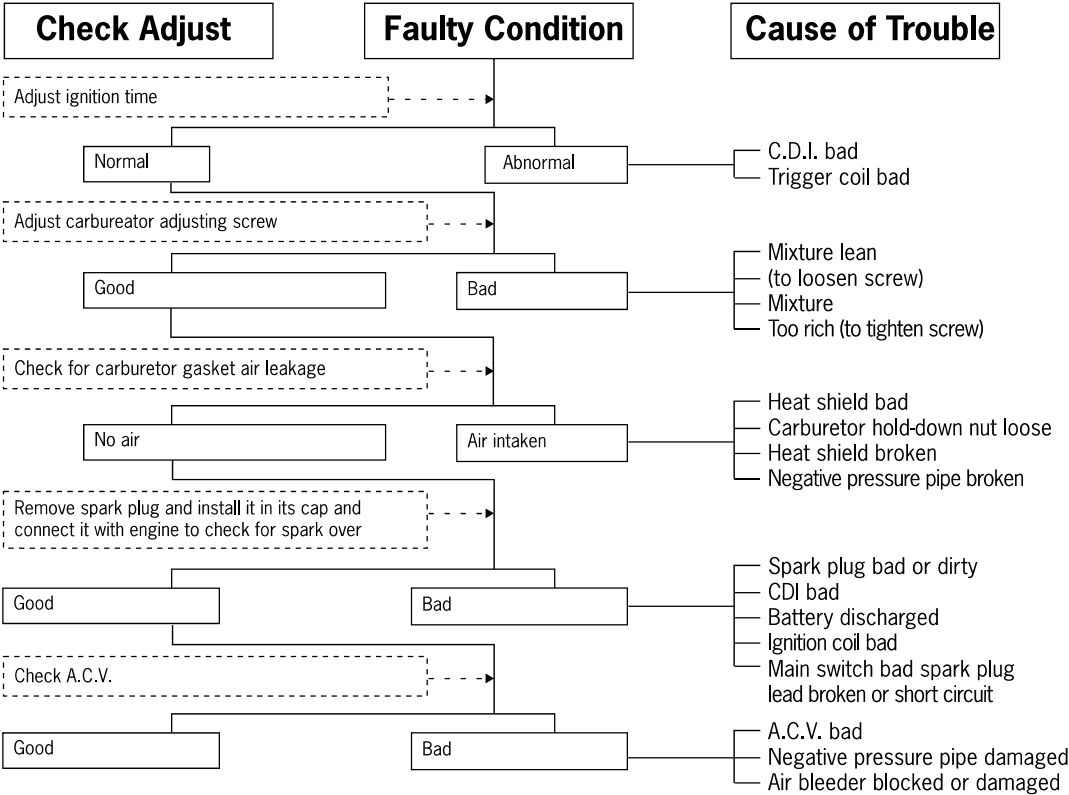 Check Adjust
Faulty Condition
Cause of Trouble
Adjust ignition time
Normal
Abnormal
C.D.I. bad
Trigger coil bad
Adjust carbureator adjusting screw
Good
Bad
Mixture lean
(to loosen screw)
Mixture
Too rich (to tighten screw)
Check for carburetor gasket air leakage
No air
Air intaken
Heat shield bad
Carburetor hold-down nut loose
Heat shield broken
Negative pressure pipe broken
Remove spark plug and install it in its cap and
connect it with engine to check for spark over
Good
Bad
Spark plug bad or dirty
CDI bad
Battery discharged
Ignition coil bad
Main switch bad spark plug
lead broken or short circuit
Check A.C.V.
Good
Bad
A.C.V. bad
Negative pressure pipe damaged
Air bleeder blocked or damaged